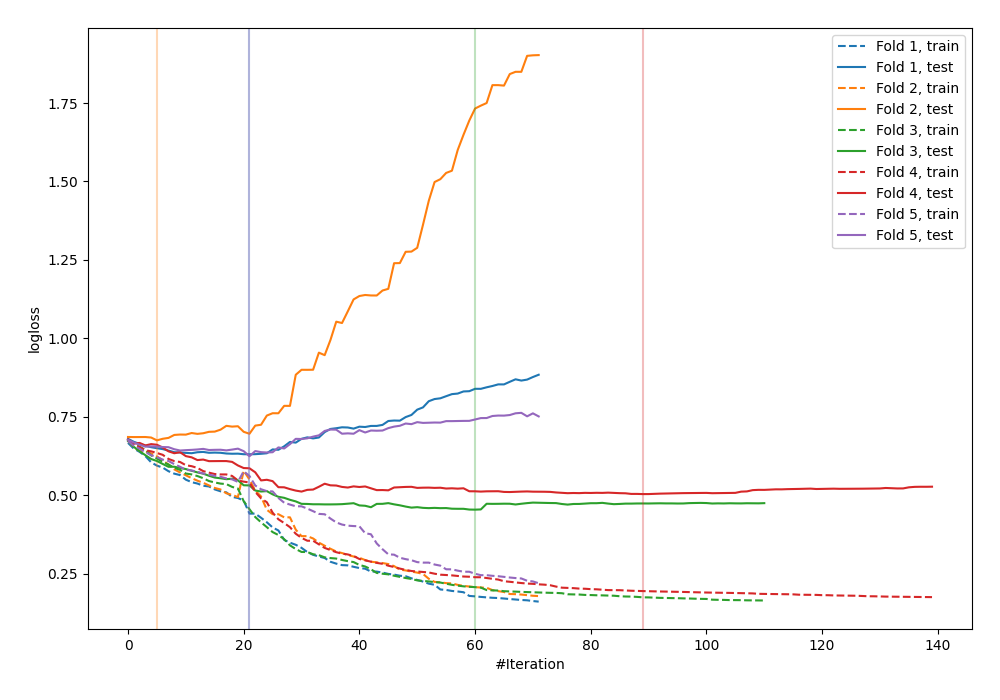 Fold 1, train
Fold 1, test
Fold 2, train
Fold 2, test
Fold 3, train
Fold 3, test
Fold 4, train
Fold 4, test
Fold 5, train
Fold 5, test
1.75
1.50
1.25
1.00
0.75
0.50
0.25
logloss
0 20 40 60 80 100 120 140
#Iteration